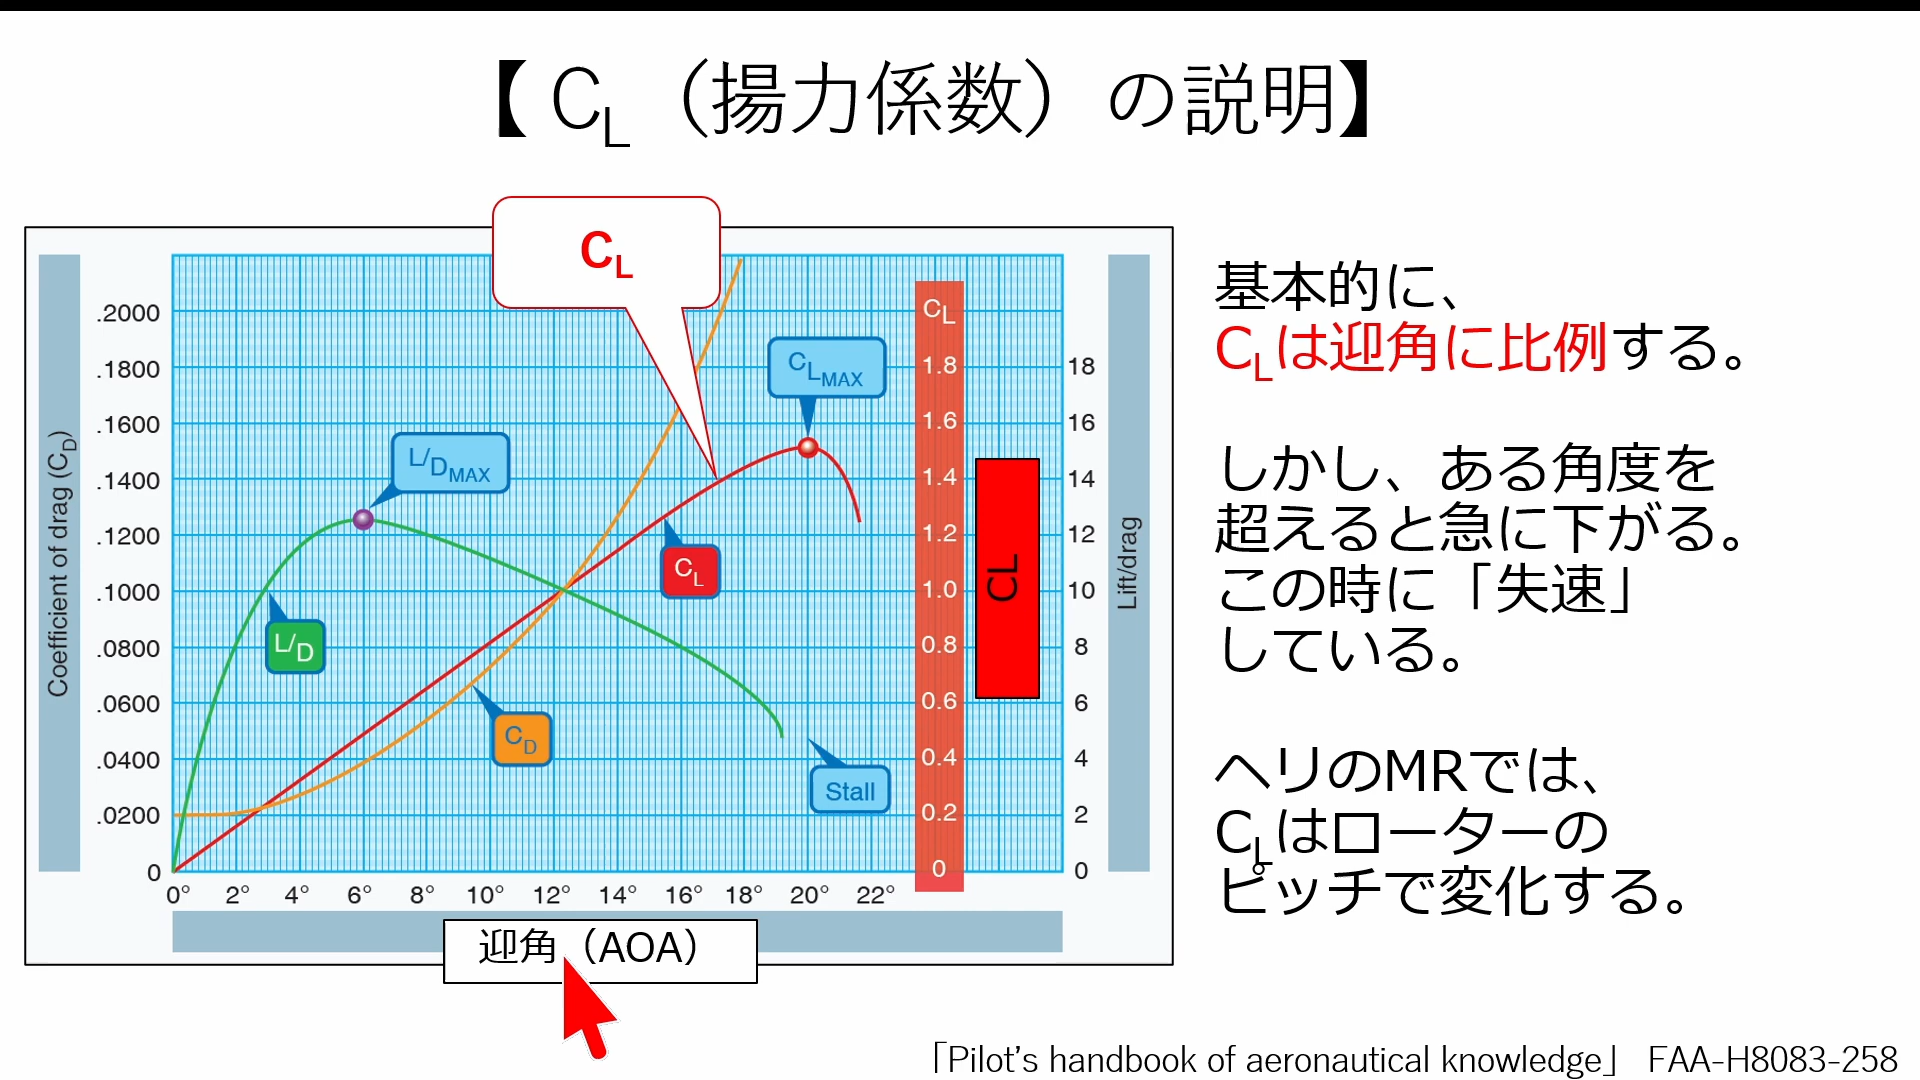 【 CL（揚力係数）の説明】
CL
CL
1.8
1.6
1.4
1.2
1.0
0.8
0.6
0.4
0.2
0
CLMAX
L/DMAX
CL
L/D
CD
Stall
CL
Coefficient of drag (CD)
.2000
.1800
.1600
.1400
.1200
.1000
.0800
.0600
.0400
.0200
0
18
16
14
12
10
8
6
4
2
0
Lift/drag
0° 2° 4° 6° 8° 10° 12° 14° 16° 18° 20° 22°
迎角（AOA）
基本的に、
CLは迎角に比例する。
しかし、ある角度を
超えると急に下がる。
この時に「失速」
している。
ヘリのMRでは、
CLはローターの
ピッチで変化する。
「Pilot's handbook of aeronautical knowledge」 FAA-H8083-258